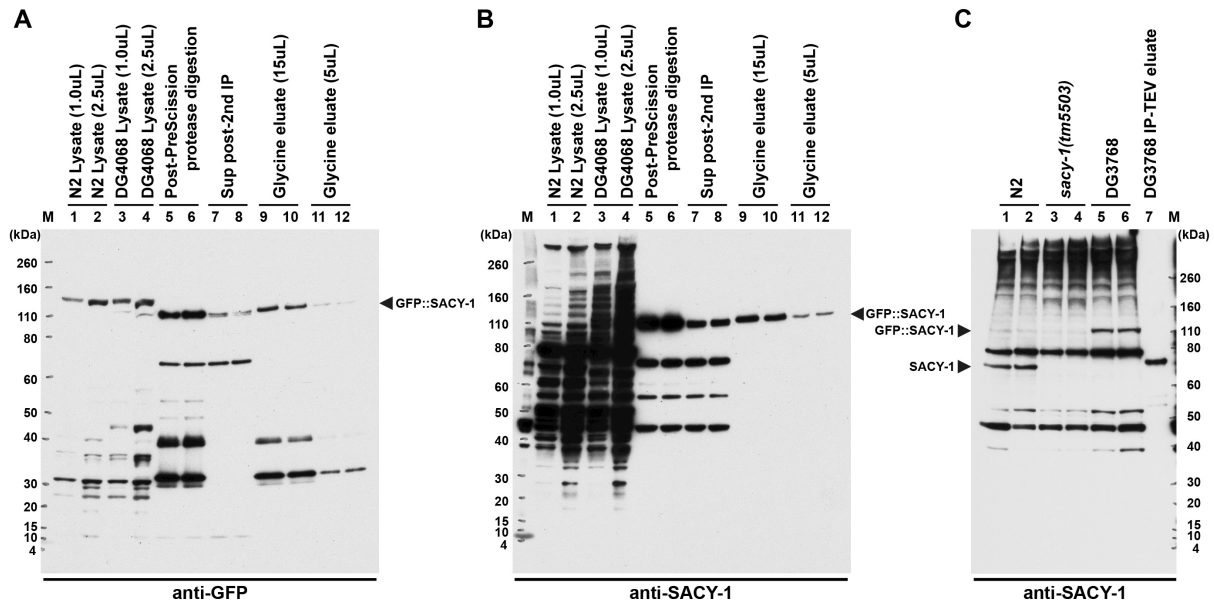 A
N2 Lysate (1.0uL)
N2 Lysate (2.5uL)
DG4068 Lysate (1.0uL)
DG4068 Lysate (2.5uL)
Post-PreScission
protease digestion
Sup post-2nd IP
Glycine eluate (15uL)
Glycine eluate (5uL)
M 1 2 3 4 5 6 7 8 9 10 11 12
(kDa)
260
160
110
80
60
50
40
30
20
15
10
4
GFP::SACY-1
anti-GFP
B
N2 Lysate (1.0uL)
N2 Lysate (2.5uL)
DG4068 Lysate (1.0uL)
DG4068 Lysate (2.5uL)
Post-PreScission
protease digestion
Sup post-2nd IP
Glycine eluate (15uL)
Glycine eluate (5uL)
M 1 2 3 4 5 6 7 8 9 10 11 12
(kDa)
260
160
110
80
60
50
40
30
20
15
10
4
GFP::SACY-1
anti-SACY-1
C
N2
sacy-1(tm5503)
DG3768
DG3768 IP-TEV eluate
1 2 3 4 5 6 7 M
(kDa)
GFP::SACY-1
SACY-1
260
160
110
80
60
50
40
30
20
15
10
4
anti-SACY-1